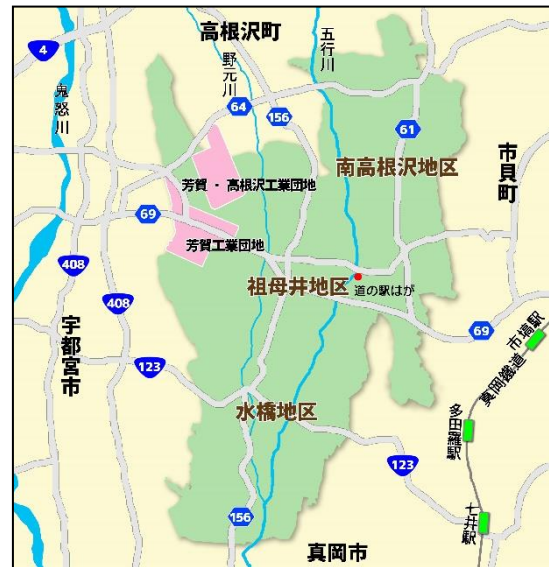 高根沢町
五行川
野元川
4
鬼怒川
64
156
61
市貝町
南高根沢地区
芳賀・高根沢工業団地
69
芳賀工業団地
祖母井地区
道の駅はが
408
408
宇都宮市
69
市塙駅
真岡鐵道
123
水橋地区
多田羅駅
123
七井駅
156
真岡市